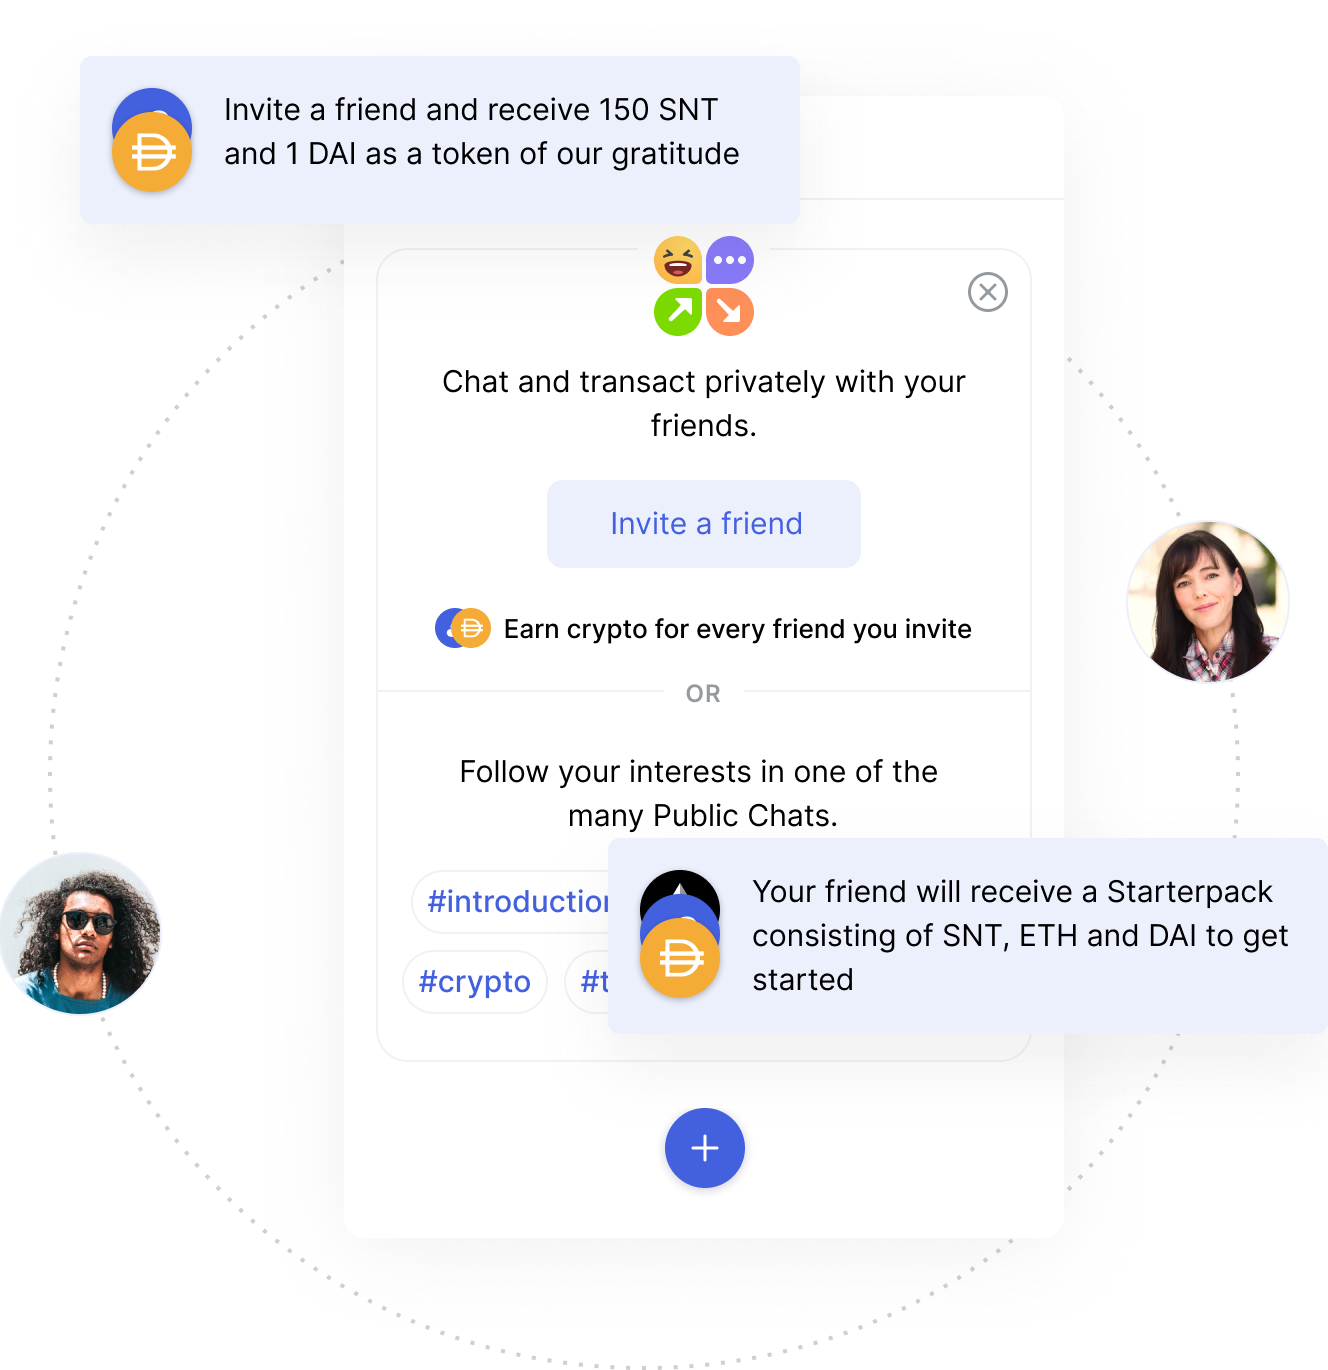 Invite a friend and receive 150 SNT
and 1 DAI as a token of our gratitude
Chat and transact privately with your
friends.
Invite a friend
Earn crypto for every friend you invite
OR
Follow your interests in one of the
many Public Chats.
#crypto
Your friend will receive a Starterpack
consisting of SNT, ETH and DAI to get
started